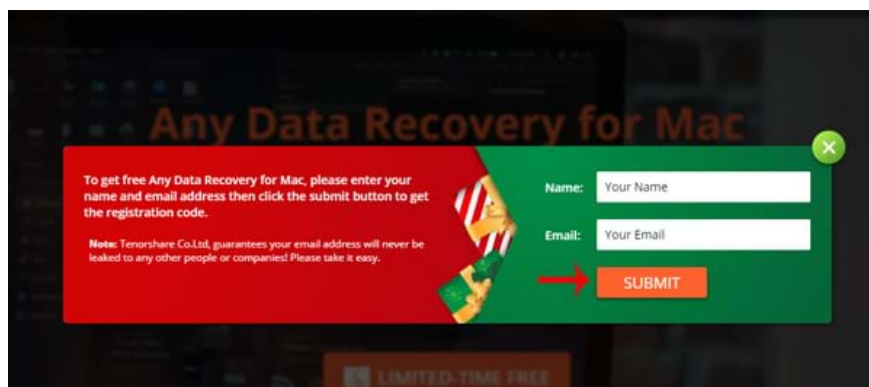 Any Data Recovery for Mac
To get free Any Data Recovery for Mac, please enter your
name and email address then click the submit button to get
the registration code.
Note: Tenorshare Co.Ltd, guarantees your email address will never be
leaked to any other people or companies! Please take it easy.
Name: Your Name
Email: Your Email
SUBMIT
LIMITED-TIME FREE